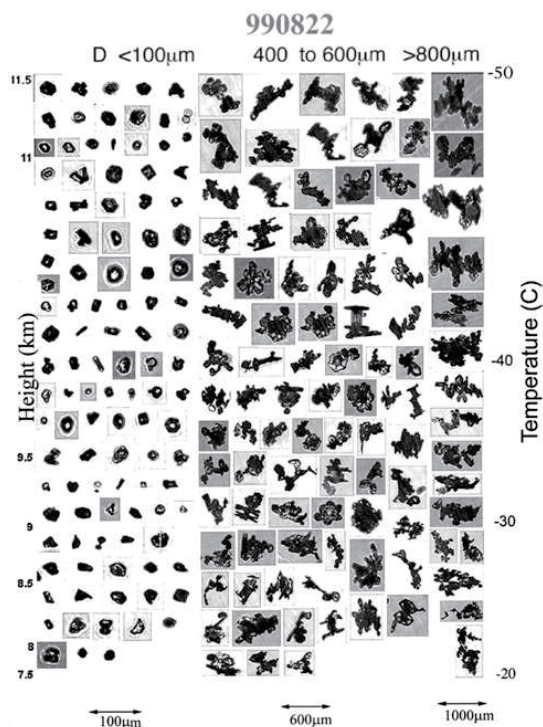 990822
D <100μm 400 to 600μm >800μm
11.5
11
9.5
9
8.5
8
7.5
Height (km)
-50
-40
-30
-20
Temperature (C)
100μm
600μm
1000μm